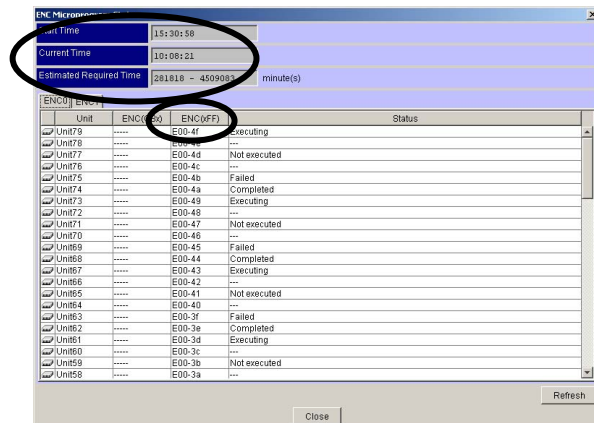 ENC Microprogram
Start Time 15:30:58
Current Time 10:08:21
Estimated Required Time 281818 - 4509083 minute(s)
ENC0 ENC1
Unit ENC( Bx) ENC(xFF) Status
Unit79 ----- E00-4f Executing
Unit78 ----- E00-4e ---
Unit77 ----- E00-4d Not executed
Unit76 ----- E00-4c ---
Unit75 ----- E00-4b Failed
Unit74 ----- E00-4a Completed
Unit73 ----- E00-49 Executing
Unit72 ----- E00-48 ---
Unit71 ----- E00-47 Not executed
Unit70 ----- E00-46 ---
Unit69 ----- E00-45 Failed
Unit68 ----- E00-44 Completed
Unit67 ----- E00-43 Executing
Unit66 ----- E00-42 ---
Unit65 ----- E00-41 Not executed
Unit64 ----- E00-40 ---
Unit63 ----- E00-3f Failed
Unit62 ----- E00-3e Completed
Unit61 ----- E00-3d Executing
Unit60 ----- E00-3c ---
Unit59 ----- E00-3b Not executed
Unit58 ----- E00-3a ---
Refresh
Close